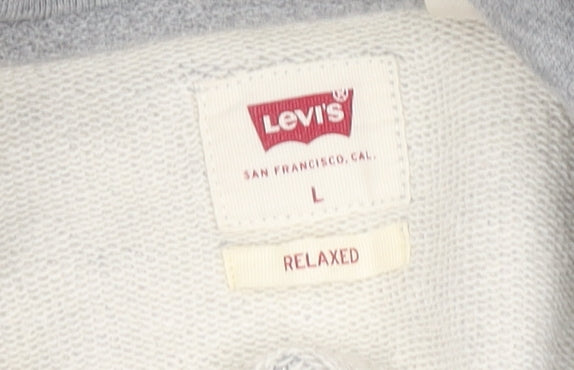 Levi's®
SAN FRANCISCO, CAL.
L
RELAXED